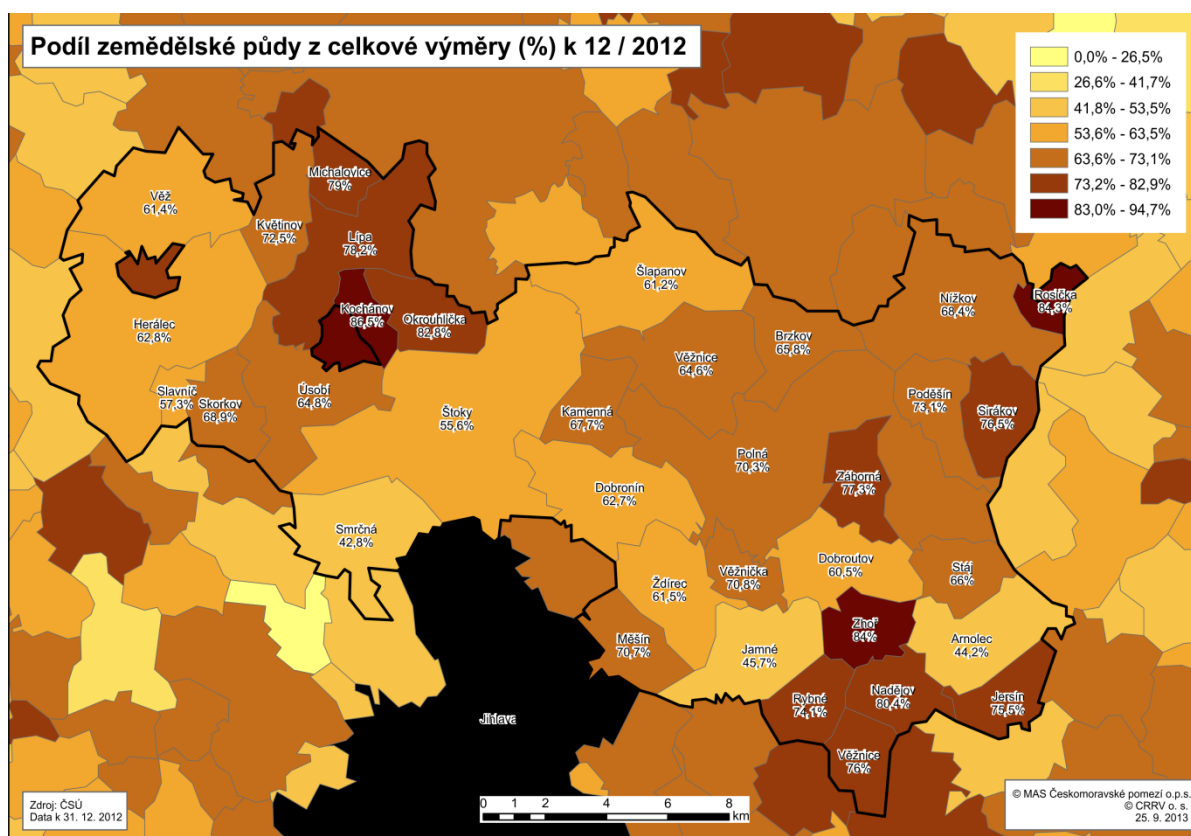 Podíl zemědělské půdy z celkové výměry (%) k 12 / 2012
0,0% - 26,5%
26,6% - 41,7%
41,8% - 53,5%
53,6% - 63,5%
63,6% - 73,1%
73,2% - 82,9%
83,0% - 94,7%
Michalovice
79%
Věž
61,4%
Květinov
72,5%
Lípa
78,2%
Šlapanov
61,2%
Rosička
84,3%
Nížkov
68,4%
Kochánov
86,5%
Okrouhlička
82,8%
Herálec
62,8%
Brzkov
65,8%
Věžnice
64,6%
Slavníč
57,3%
Skorkov
68,9%
Úsobí
64,8%
Poděšín
73,1%
Sirákov
76,5%
Štoky
55,6%
Kamenná
67,7%
Polná
70,3%
Záborná
77,3%
Dobronín
62,7%
Smrčná
42,8%
Dobroutov
60,5%
Stáj
66%
Věžnička
70,8%
Ždírec
61,5%
Zhoř
84%
Měšín
70,7%
Jamné
45,7%
Arnolec
44,2%
Rybné
74,1%
Nadějov
80,4%
Jersín
75,5%
Jihlava
Věžnice
76%
Zdroj: ČSÚ
Data k 31. 12. 2012
0 1 2 4 6 8
km
© MAS Českomoravské pomezí o.p.s.
© CRRV o. s.
25. 9. 2013